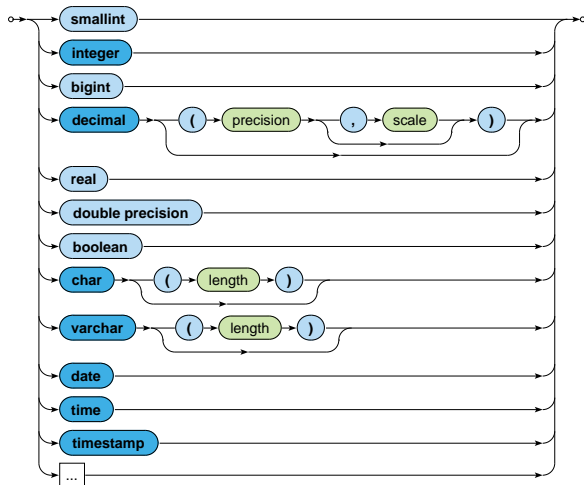 smallint
integer
bigint
decimal ( precision , scale )
real
double precision
boolean
char ( length )
varchar ( length )
date
time
timestamp
...